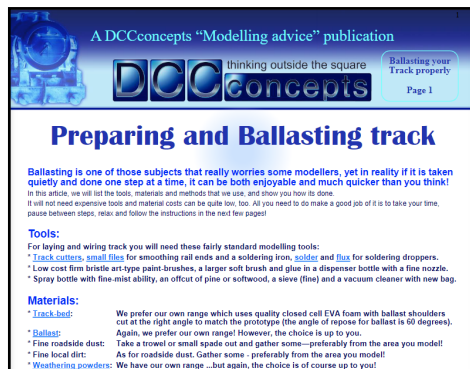 1
A DCCconcepts “Modelling advice” publication
thinking outside the square
DCCconcepts
Ballasting your
Track properly
Page 1
Preparing and Ballasting track
Ballasting is one of those subjects that really worries some modellers, yet in reality if it is taken
quietly and done one step at a time, it can be both enjoyable and much quicker than you think!
In this article, we will list the tools, materials and methods that we use, and show you how its done.
It will not need expensive tools and material costs can be quite low, too. All you need to do make a good job of it is to take your time,
pause between steps, relax and follow the instructions in the next few pages!
Tools:
For laying and wiring track you will need these fairly standard modelling tools:
* Track cutters, small files for smoothing rail ends and a soldering iron, solder and flux for soldering droppers.
* Low cost firm bristle art-type paint-brushes, a larger soft brush and glue in a dispenser bottle with a fine nozzle.
* Spray bottle with fine-mist ability, an offcut of pine or softwood, a sieve (fine) and a vacuum cleaner with new bag.
Materials:
* Track-bed: We prefer our own range which uses quality closed cell EVA foam with ballast shoulders
cut at the right angle to match the prototype (the angle of repose for ballast is 60 degrees).
* Ballast: Again, we prefer our own range! However, the choice is up to you.
* Fine roadside dust: Take a trowel or small spade out and gather some—preferably from the area you model!
* Fine local dirt: As for roadside dust. Gather some - preferably from the area you model!
* Weathering powders: We have our own range ...but again, the choice is of course up to you!